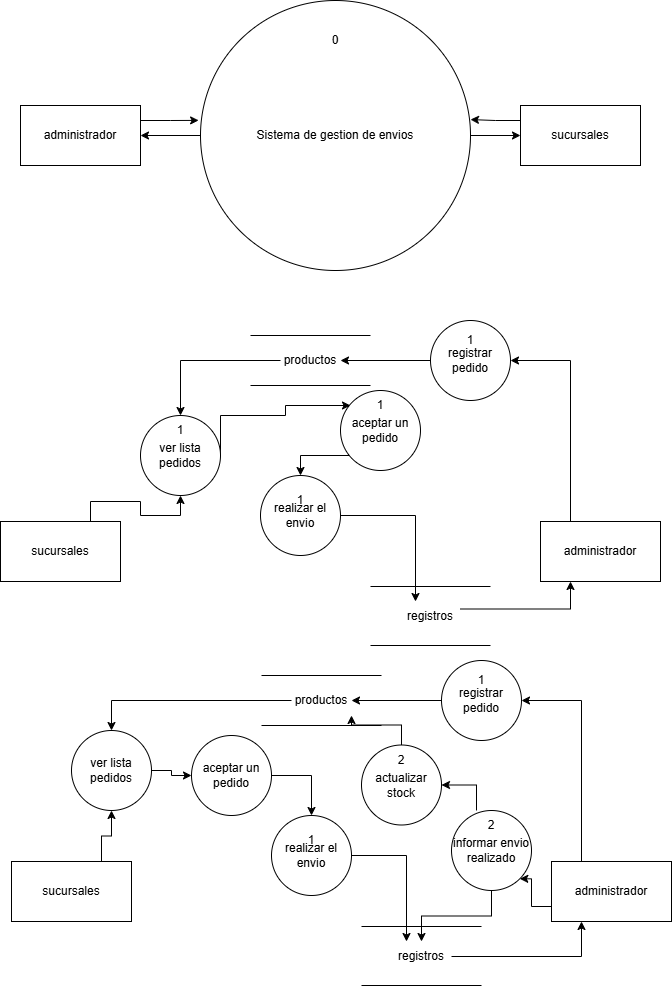 0
administrador
Sistema de gestion de envios
sucursales
1
registrar
pedido
productos
1
aceptar un
pedido
1
ver lista
pedidos
1
realizar el
envio
sucursales
administrador
registros
1
registrar
pedido
productos
ver lista
pedidos
aceptar un
pedido
2
actualizar
stock
1
realizar el
envio
2
informar envio
realizado
sucursales
administrador
registros